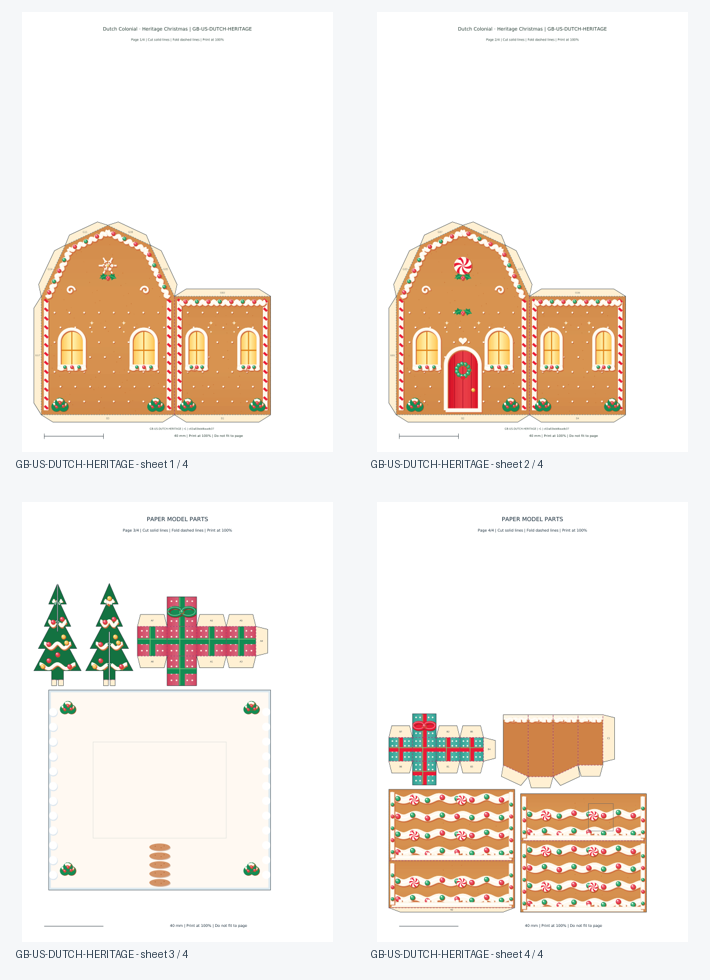 Dutch Colonial · Heritage Christmas | GB-US-DUTCH-HERITAGE
Page 1/4 | Cut solid lines | Fold dashed lines | Print at 100%
40 mm | Print at 100% | Do not fit to page
GB-US-DUTCH-HERITAGE - sheet 1 / 4
Dutch Colonial · Heritage Christmas | GB-US-DUTCH-HERITAGE
Page 2/4 | Cut solid lines | Fold dashed lines | Print at 100%
40 mm | Print at 100% | Do not fit to page
GB-US-DUTCH-HERITAGE - sheet 2 / 4
PAPER MODEL PARTS
Page 3/4 | Cut solid lines | Fold dashed lines | Print at 100%
40 mm | Print at 100% | Do not fit to page
GB-US-DUTCH-HERITAGE - sheet 3 / 4
PAPER MODEL PARTS
Page 4/4 | Cut solid lines | Fold dashed lines | Print at 100%
40 mm | Print at 100% | Do not fit to page
GB-US-DUTCH-HERITAGE - sheet 4 / 4